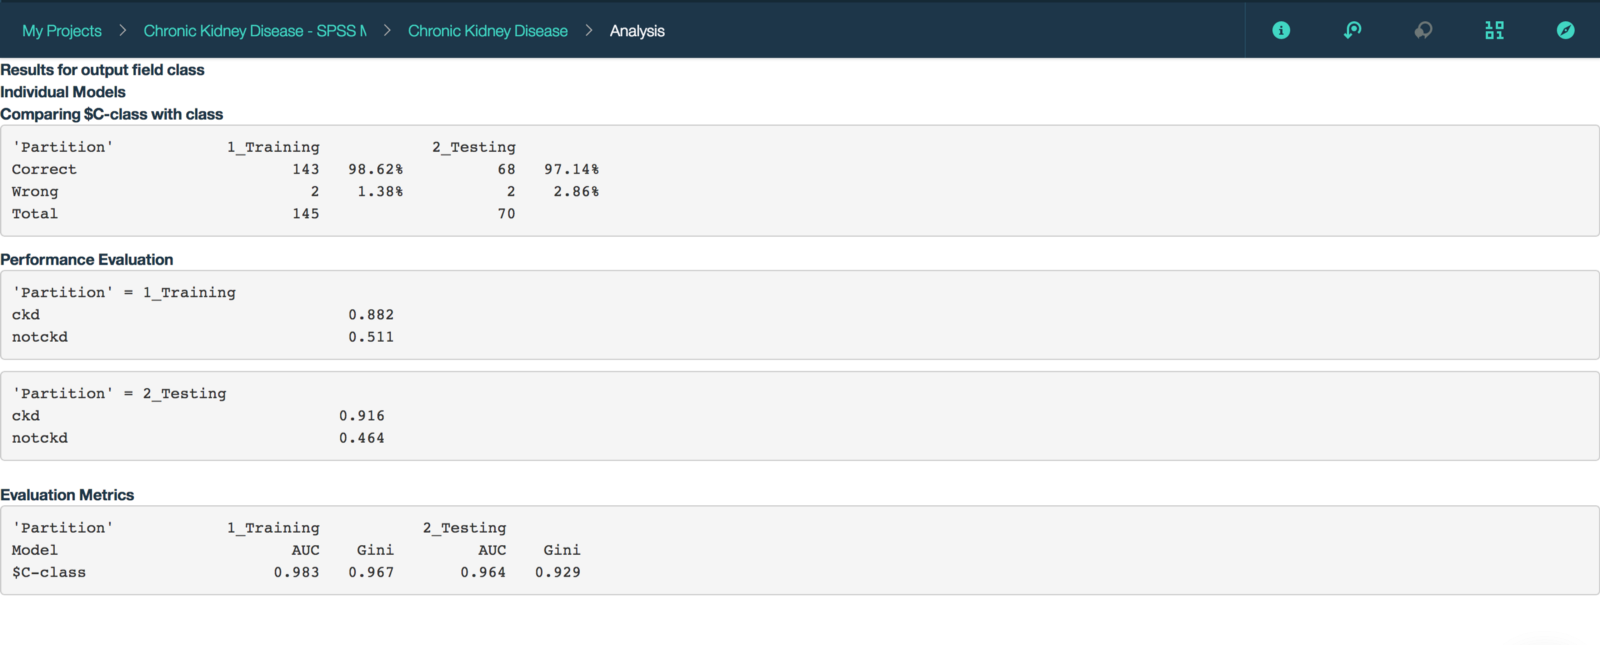 My Projects > Chronic Kidney Disease - SPSS > Chronic Kidney Disease > Analysis
Results for output field class
Individual Models
Comparing $C-class with class
'Partition' 1_Training 2_Testing
Correct 143 98.62% 68 97.14%
Wrong 2 1.38% 2 2.86%
Total 145 70
Performance Evaluation
'Partition' = 1_Training
ckd 0.882
notckd 0.511
'Partition' = 2_Testing
ckd 0.916
notckd 0.464
Evaluation Metrics
'Partition' 1_Training 2_Testing
Model AUC Gini AUC Gini
$C-class 0.983 0.967 0.964 0.929